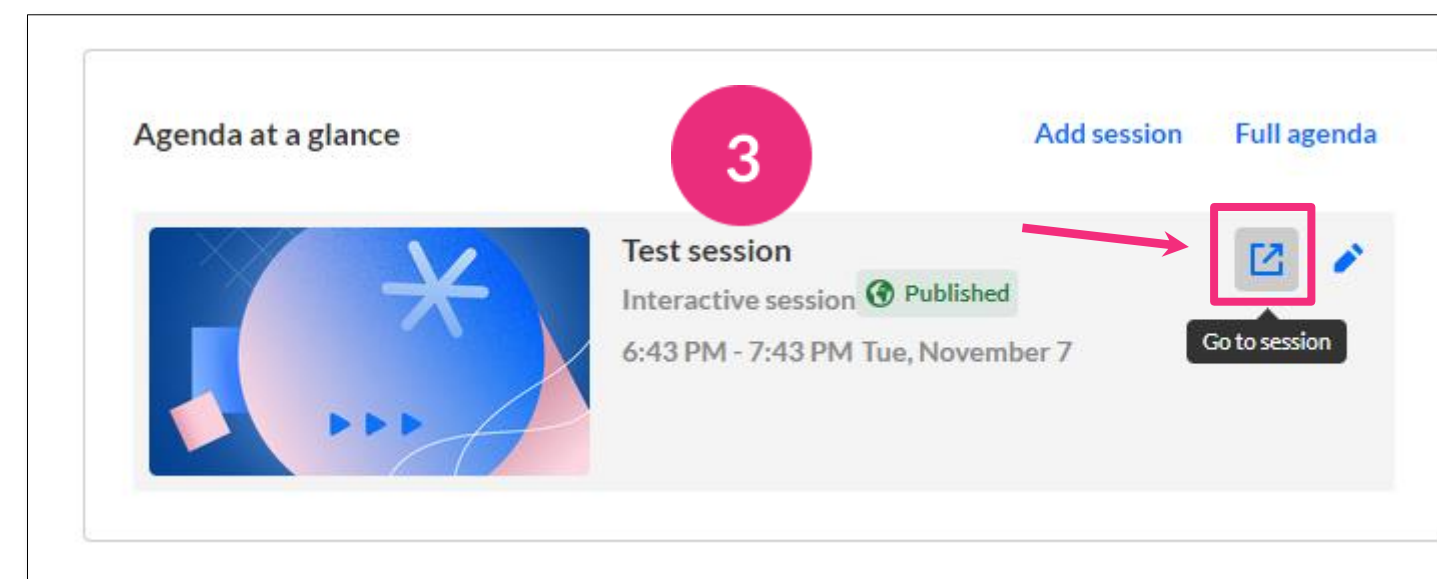 Agenda at a glance
3
Add session
Full agenda
Test session
Interactive session
Published
6:43 PM - 7:43 PM Tue, November 7
Go to session